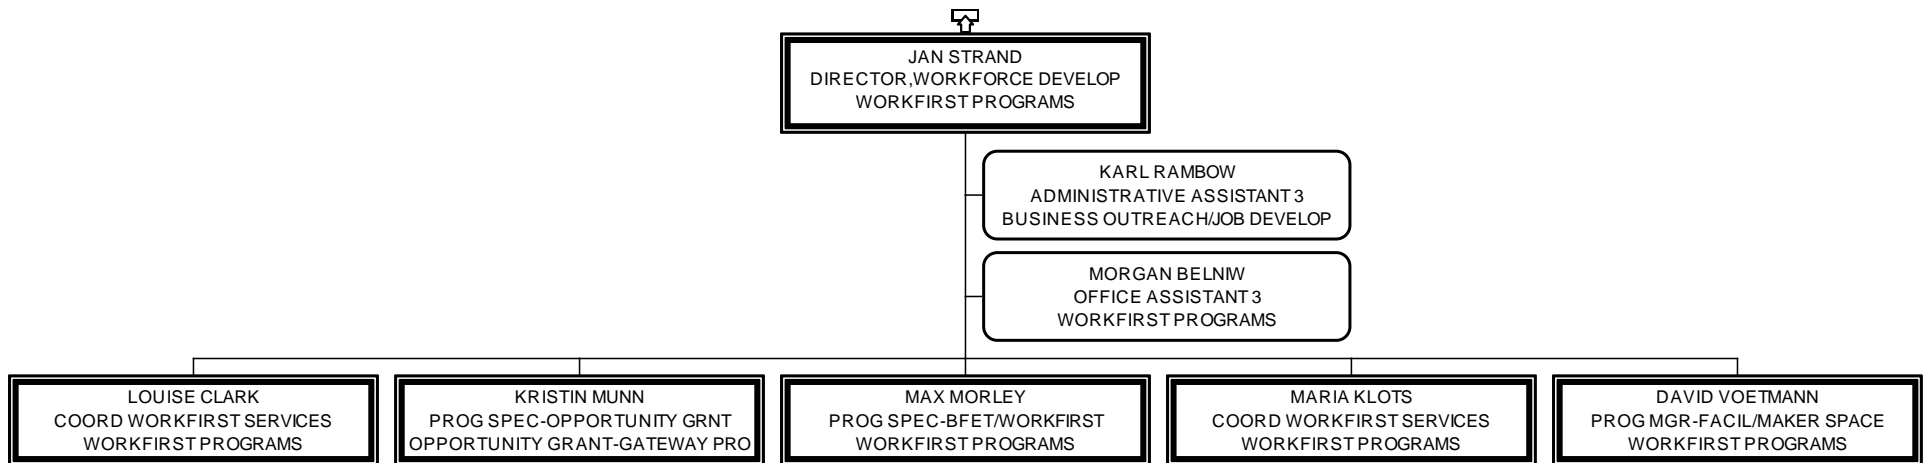 JAN STRAND
DIRECTOR,WORKFORCE DEVELOP
WORKFIRST PROGRAMS
KARL RAMBOW
ADMINISTRATIVE ASSISTANT 3
BUSINESS OUTREACH/JOB DEVELOP
MORGAN BELNIW
OFFICE ASSISTANT 3
WORKFIRST PROGRAMS
LOUISE CLARK
COORD WORKFIRST SERVICES
WORKFIRST PROGRAMS
KRISTIN MUNN
PROG SPEC-OPPORTUNITY GRNT
OPPORTUNITY GRANT-GATEWAY PRO
MAX MORLEY
PROG SPEC-BFET/WORKFIRST
WORKFIRST PROGRAMS
MARIA KLOTS
COORD WORKFIRST SERVICES
WORKFIRST PROGRAMS
DAVID VOETMANN
PROG MGR-FACIL/MAKER SPACE
WORKFIRST PROGRAMS